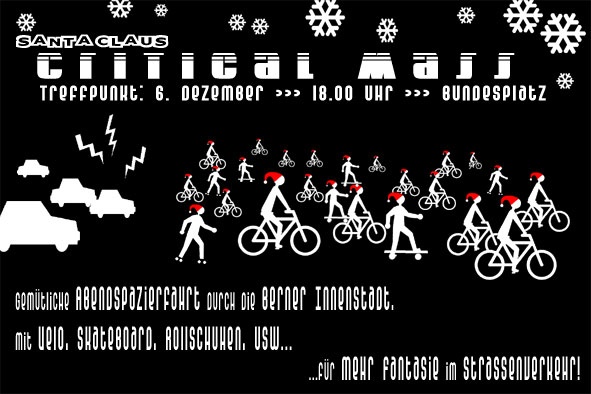 SANTA CLAUS
CRITICAL MASS
Treffpunkt: 6. Dezember >>> 18.00 Uhr >>> Bundesplatz
Gemütliche Abendspazierfahrt durch die Berner Innenstadt,
mit Velo, Skateboard, Rollschuhen, usw...
...für mehr Fantasie im Strassenverkehr!